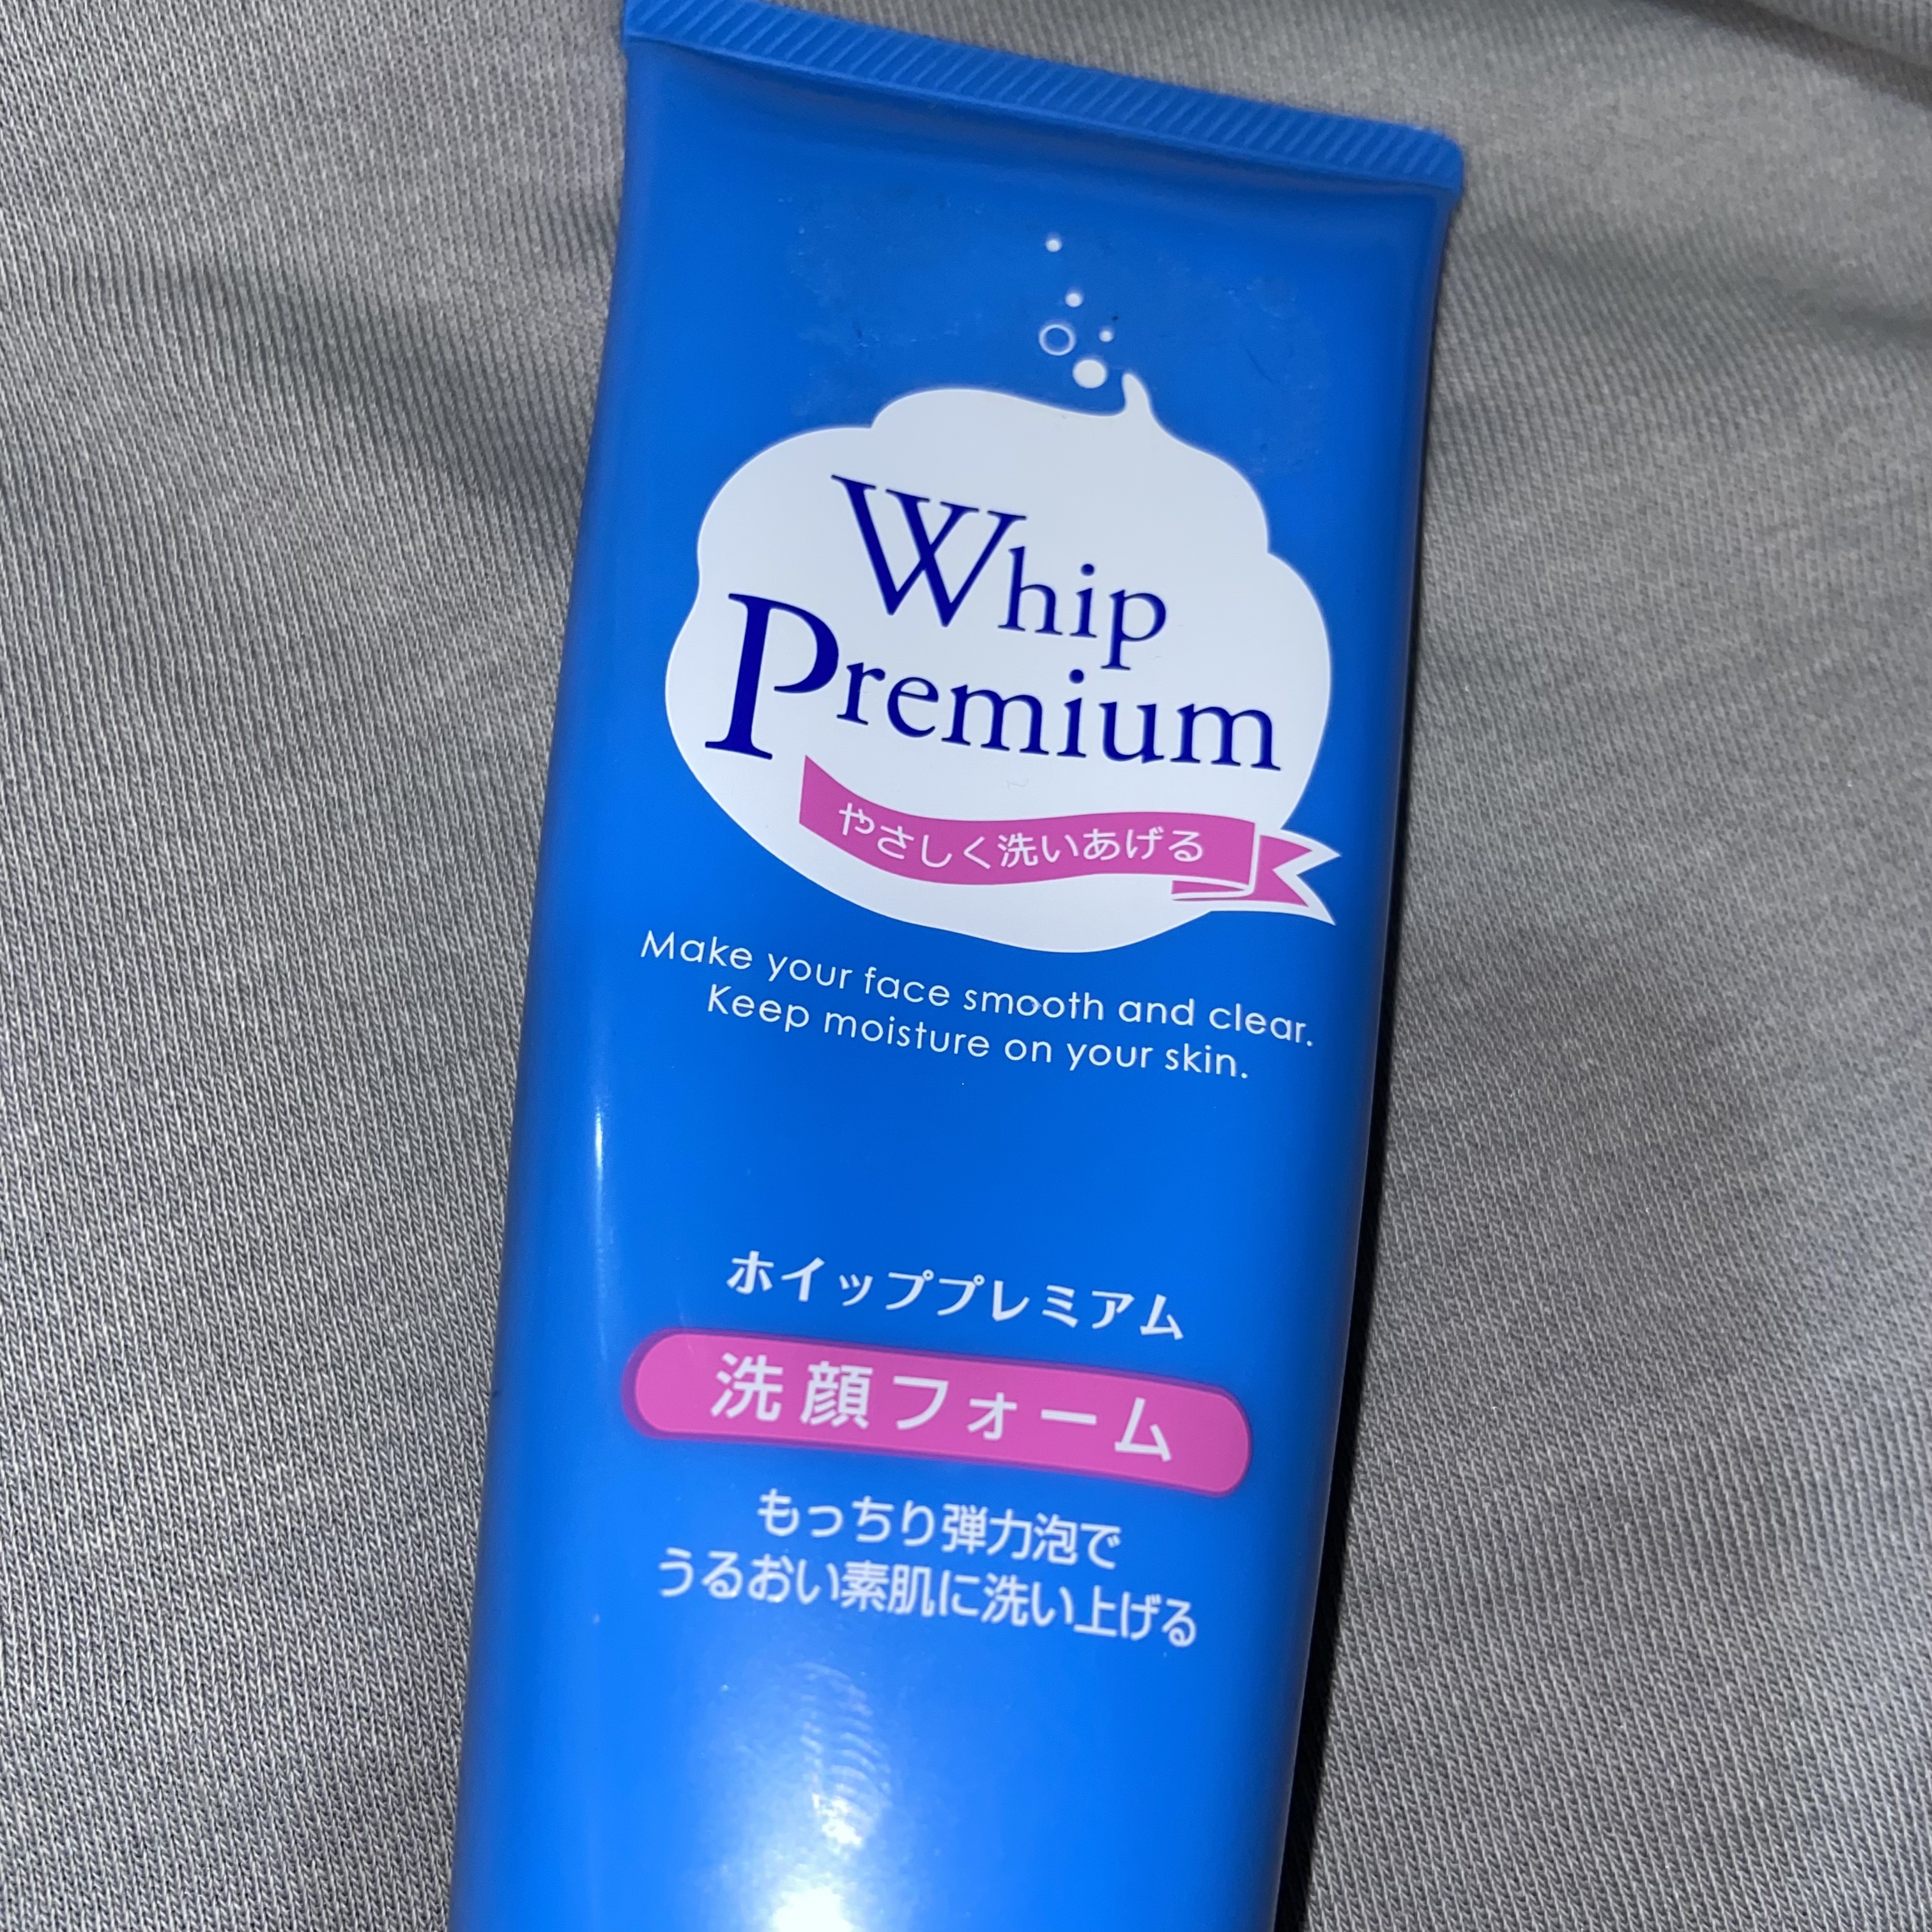 Whip
Premium
やさしく洗いあげる
Make your face smooth and clear.
Keep moisture on your skin.
ホイッププレミアム
洗顔フォーム
もっちり弾力泡で
うるおい素肌に洗い上げる